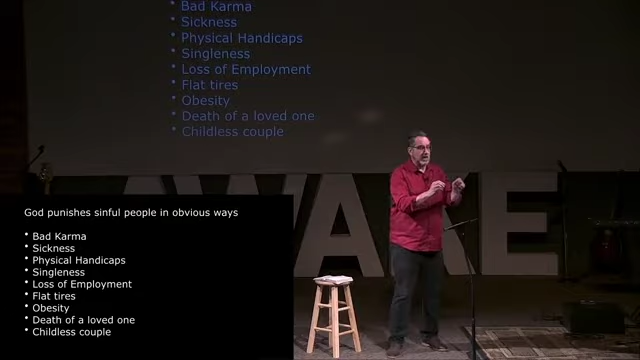 Bad Karma
Sickness
Physical Handicaps
Singleness
Loss of Employment
Flat tires
Obesity
Death of a loved one
Childless couple
AWAKE
God punishes sinful people in obvious ways
Bad Karma
Sickness
Physical Handicaps
Singleness
Loss of Employment
Flat tires
Obesity
Death of a loved one
Childless couple